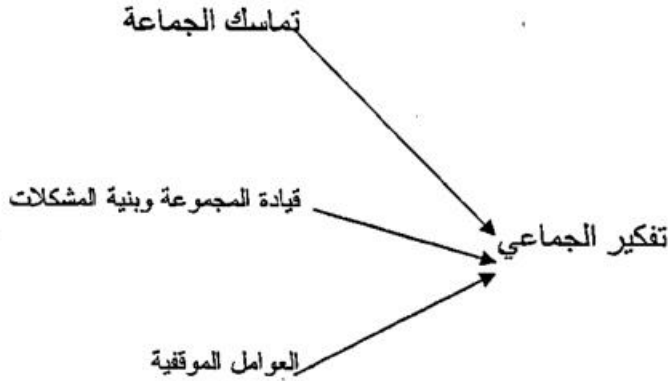 تماسك الجماعة
قيادة المجموعة وبنية المشكلات
تفكير الجماعي
العوامل الموقفية